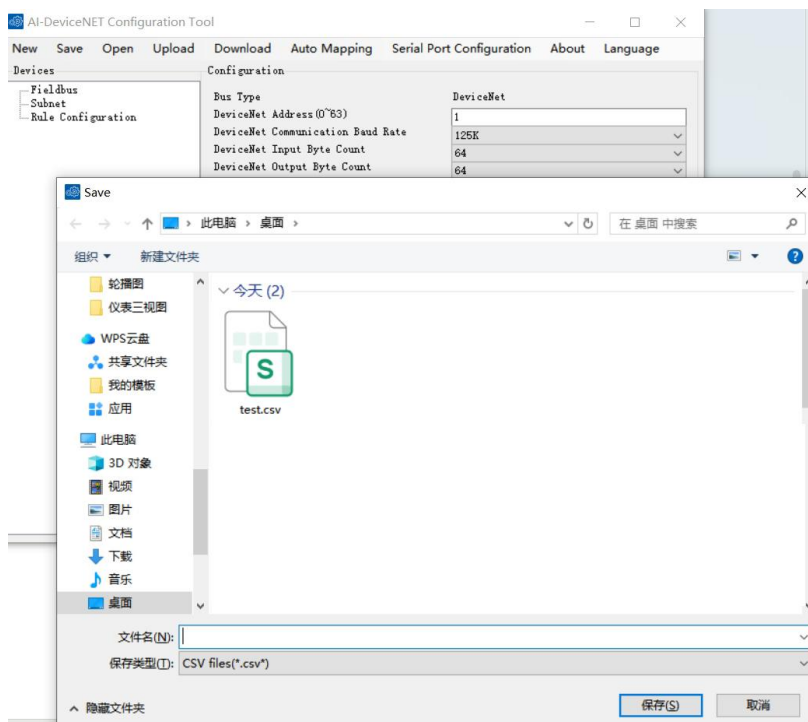 AI-DeviceNET Configuration Tool
New Save Open Upload Download Auto Mapping Serial Port Configuration About Language
Devices
Fieldbus
Subnet
Rule Configuration
Configuration
Bus Type DeviceNet
DeviceNet Address(0~63) 1
DeviceNet Communication Baud Rate 125K
DeviceNet Input Byte Count 64
DeviceNet Output Byte Count 64
Save
此电脑 › 桌面 ›
在 桌面 中搜索
组织 新建文件夹
轮播图
仪表三视图
WPS云盘
共享文件夹
我的模板
应用
此电脑
3D 对象
视频
图片
文档
下载
音乐
桌面
今天 (2)
S
test.csv
文件名(N):
保存类型(T): CSV files(*.csv*)
隐藏文件夹
保存(S) 取消